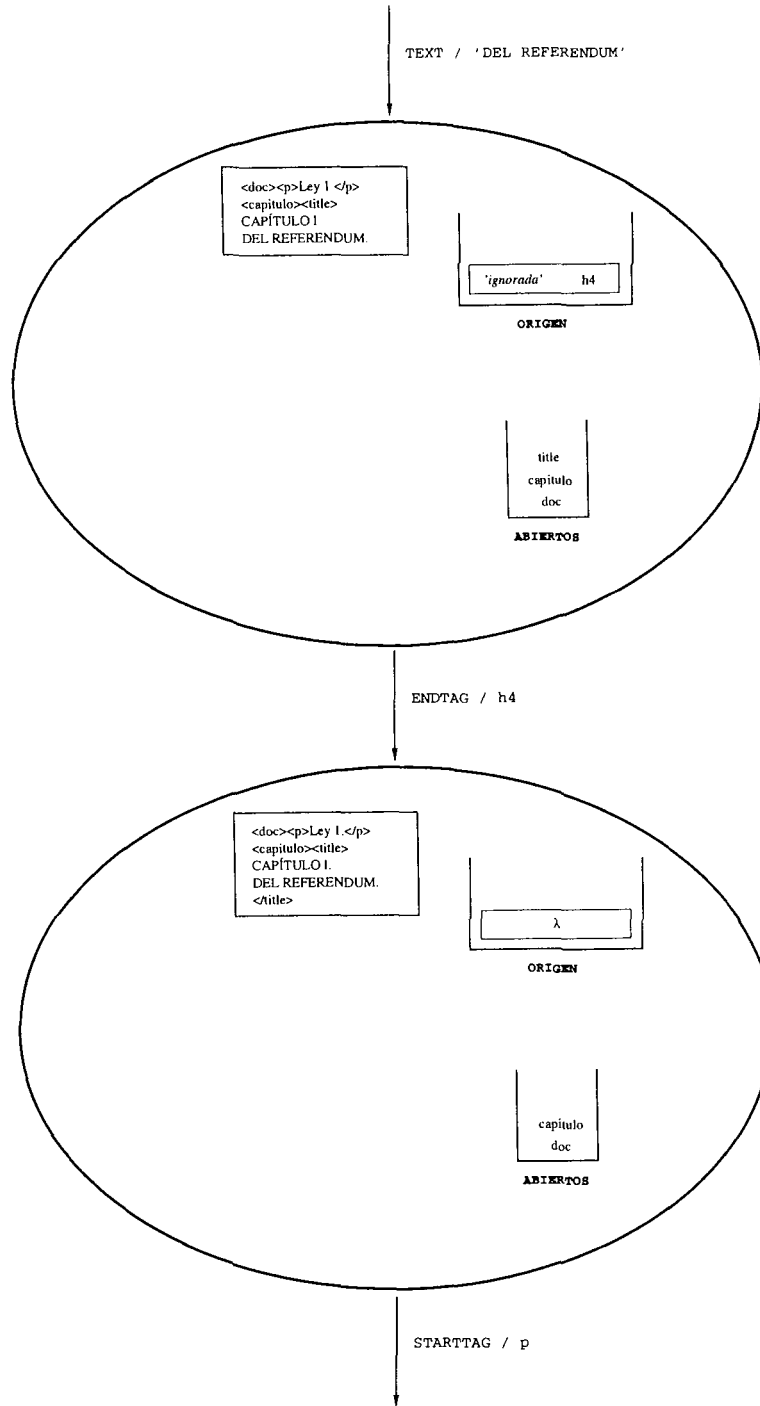 TEXT / 'DEL REFERENDUM'
<doc><p>Ley 1 </p>
<capitulo><title>
CAPÍTULO I
DEL REFERENDUM.
'ignorada' h4
ORIGEN
title
capitulo
doc
ABIERTOS
ENDTAG / h4
<doc><p>Ley 1.</p>
<capitulo><title>
CAPÍTULO I.
DEL REFERENDUM.
</title>
λ
ORIGEN
capitulo
doc
ABIERTOS
STARTTAG / p